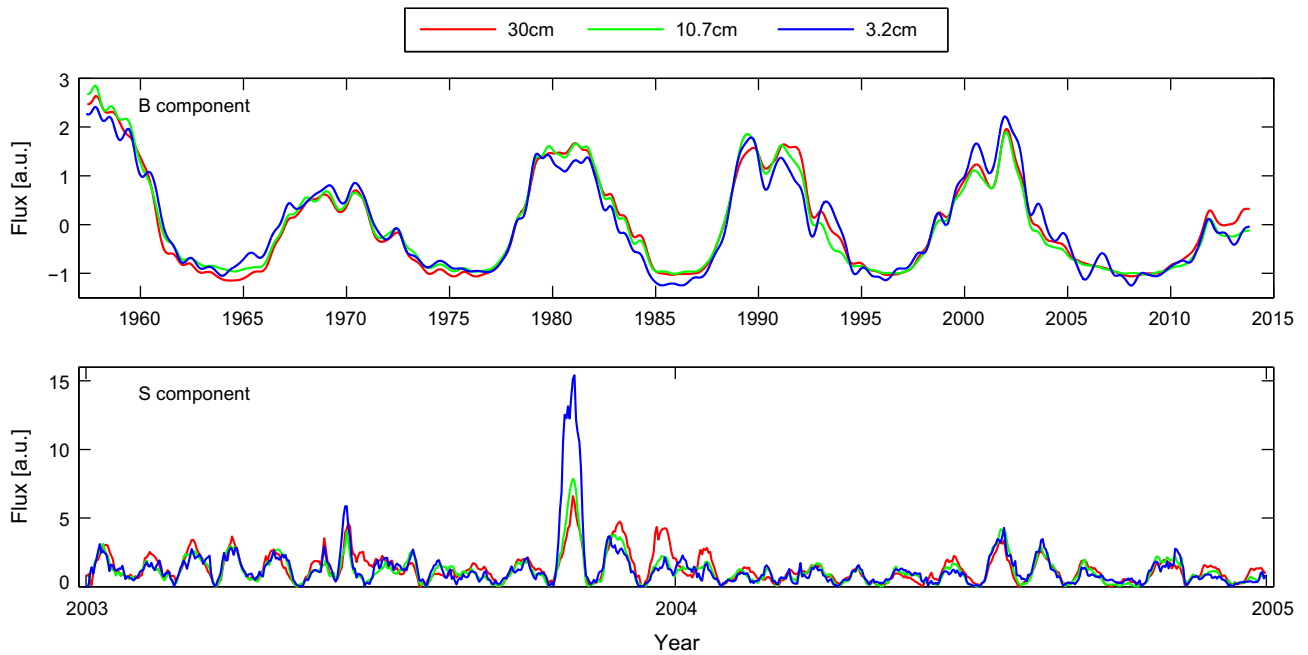 30cm 10.7cm 3.2cm
3
2
1
0
−1
Flux [a.u.]
B component
1960 1965 1970 1975 1980 1985 1990 1995 2000 2005 2010 2015
15
10
5
0
Flux [a.u.]
S component
2003 2004 2005
Year